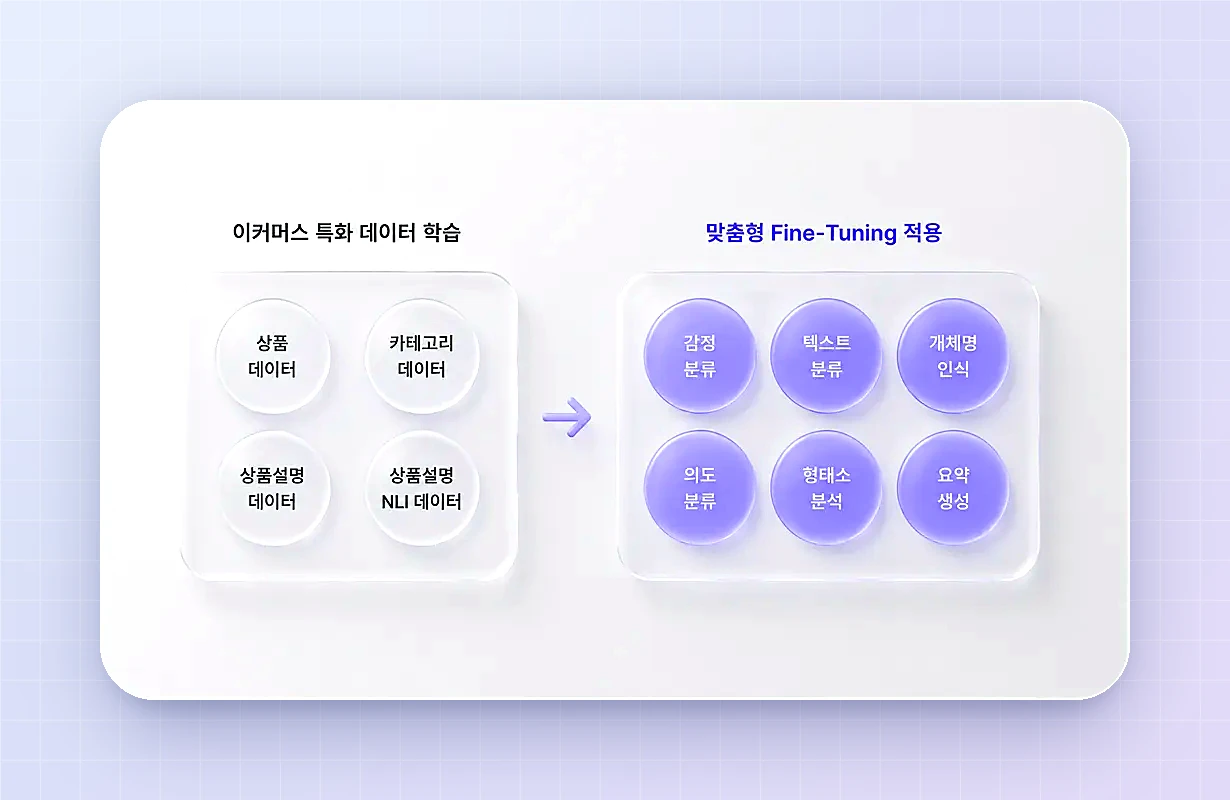 이커머스 특화 데이터 학습
상품
데이터
카테고리
데이터
상품설명
데이터
상품설명
NLI 데이터
맞춤형 Fine-Tuning 적용
감정
분류
텍스트
분류
개체명
인식
의도
분류
형태소
분석
요약
생성